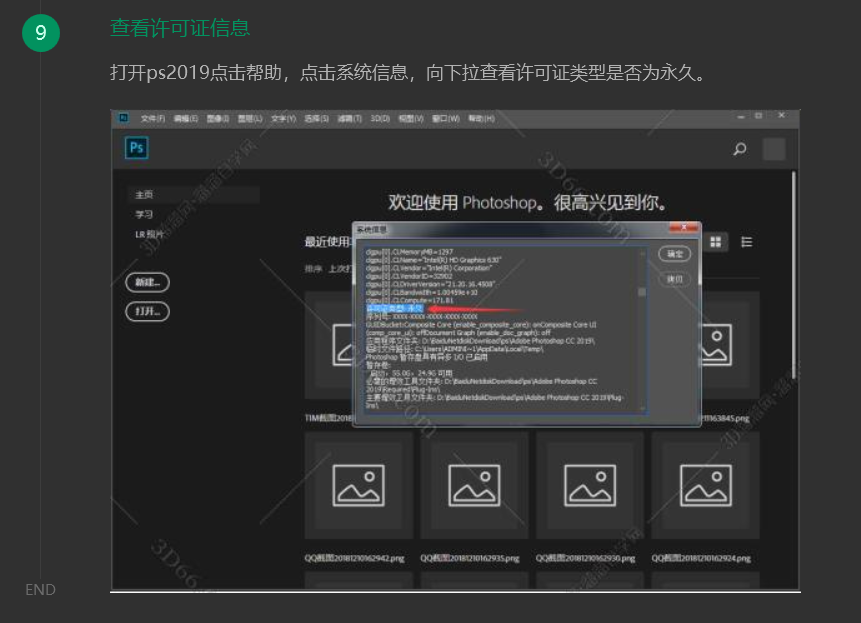 9
查看许可证信息
打开ps2019点击帮助，点击系统信息，向下拉查看许可证类型是否为永久。
Ps 文件(F) 编辑(E) 图像(I) 图层(L) 文字(Y) 选择(S) 滤镜(T) 3D(D) 视图(V) 窗口(W) 帮助(H)
Ps
主页
学习
LR 照片
新建...
打开...
欢迎使用 Photoshop。很高兴见到你。
最近使用
排序 上次打
系统信息
clgpu[0].CLMemoryMB=1297
clgpu[0].CLName="Intel(R) HD Graphics 630"
clgpu[0].CLVendor="Intel(R) Corporation"
clgpu[0].CLVendorID=32902
clgpu[0].CLDriverVersion="21.20.16.4508"
clgpu[0].CLBandwidth=1.00459e+10
clgpu[0].CLCompute=171.81
许可证类型: 永久
序列号: XXXX-XXXX-XXXX-XXXX-XXXX
GUIDBucket:Composite Core (enable_composite_core): onComposite Core UI
(comp_core_ui): offDocument Graph (enable_doc_graph): off
应用程序文件夹: D:\BaiduNetdiskDownload\ps\Adobe Photoshop CC 2019\
临时文件路径: C:\Users\ADMINI~1\AppData\Local\Temp\
Photoshop 暂存盘具有异步 I/O 已启用
暂存卷:
启动, 55.0G, 24.9G 可用
必需的增效工具文件夹: D:\BaiduNetdiskDownload\ps\Adobe Photoshop CC
2019\Required\Plug-Ins\
主要增效工具文件夹: D:\BaiduNetdiskDownload\ps\Adobe Photoshop CC 2019\Plug-
Ins\
确定
拷贝
TIM截图2018
1163845.png
QQ截图20181210162942.png
QQ截图20181210162935.png
QQ截图20181210162930.png
QQ截图20181210162924.png
3D66.com
END